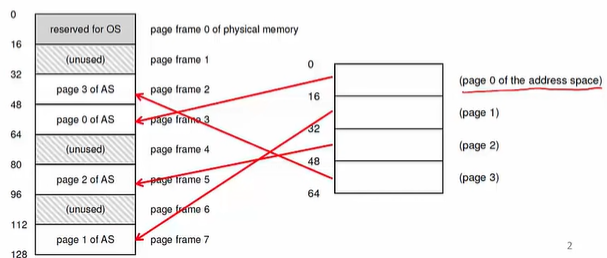 0
reserved for OS page frame 0 of physical memory
16
(unused) page frame 1
32
page 3 of AS page frame 2
48
page 0 of AS page frame 3
64
(unused) page frame 4
80
page 2 of AS page frame 5
96
(unused) page frame 6
112
page 1 of AS page frame 7
128
0
(page 0 of the address space)
16
(page 1)
32
(page 2)
48
(page 3)
64
2